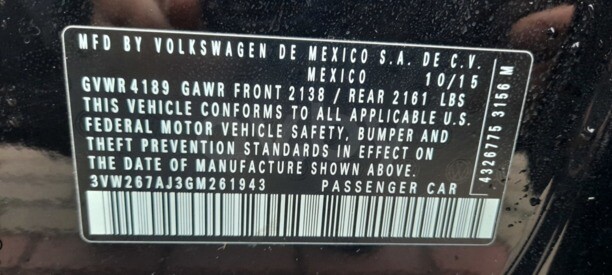 MFD BY VOLKSWAGEN DE MEXICO S.A. DE C.V.
MEXICO 10/15
GVWR 4189 GAWR FRONT 2138 / REAR 2161 LBS
THIS VEHICLE CONFORMS TO ALL APPLICABLE U.S.
FEDERAL MOTOR VEHICLE SAFETY, BUMPER AND
THEFT PREVENTION STANDARDS IN EFFECT ON
THE DATE OF MANUFACTURE SHOWN ABOVE.
3VW267AJ3GM261943 PASSENGER CAR
4326775 3156 M